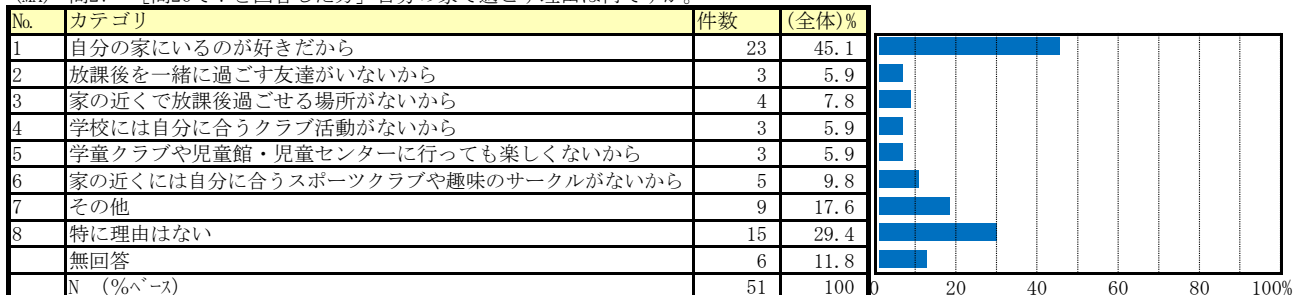 No. カテゴリ 件数 (全体)%
1 自分の家にいるのが好きだから 23 45.1
2 放課後を一緒に過ごす友達がいないから 3 5.9
3 家の近くで放課後過ごせる場所がないから 4 7.8
4 学校には自分に合うクラブ活動がないから 3 5.9
5 学童クラブや児童館・児童センターに行っても楽しくないから 3 5.9
6 家の近くには自分に合うスポーツクラブや趣味のサークルがないから 5 9.8
7 その他 9 17.6
8 特に理由はない 15 29.4
無回答 6 11.8
N (%ﾍﾞｰｽ) 51 100
0 20 40 60 80 100%